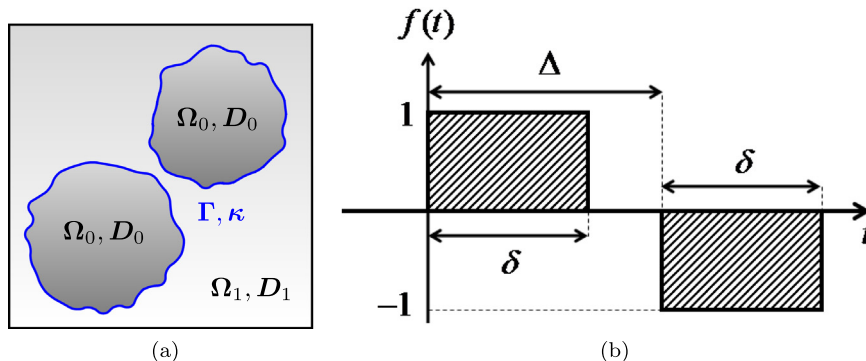 Ω₀, D₀
Ω₀, D₀
Γ, κ
Ω₁, D₁
(a)
f(t)
Δ
1
δ
δ
t
−1
(b)